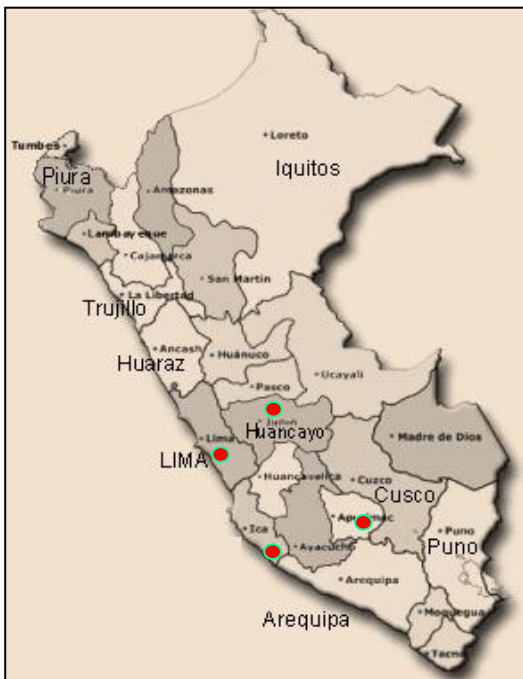 Loreto
Tumbes
Iquitos
Piura
Piura
Amazonas
Lambayeque
Cajamarca
San Martin
La Libertad
Trujillo
Ancash
Huánuco
Huaraz
Ucayali
Pasco
Junin
Huancayo
Lima
Madre de Dios
LIMA
Huancavelica
Cuzco
Cusco
Ica
Apurimac
Puno
Ayacucho
Puno
Arequipa
Arequipa
Moquegua
Tacna